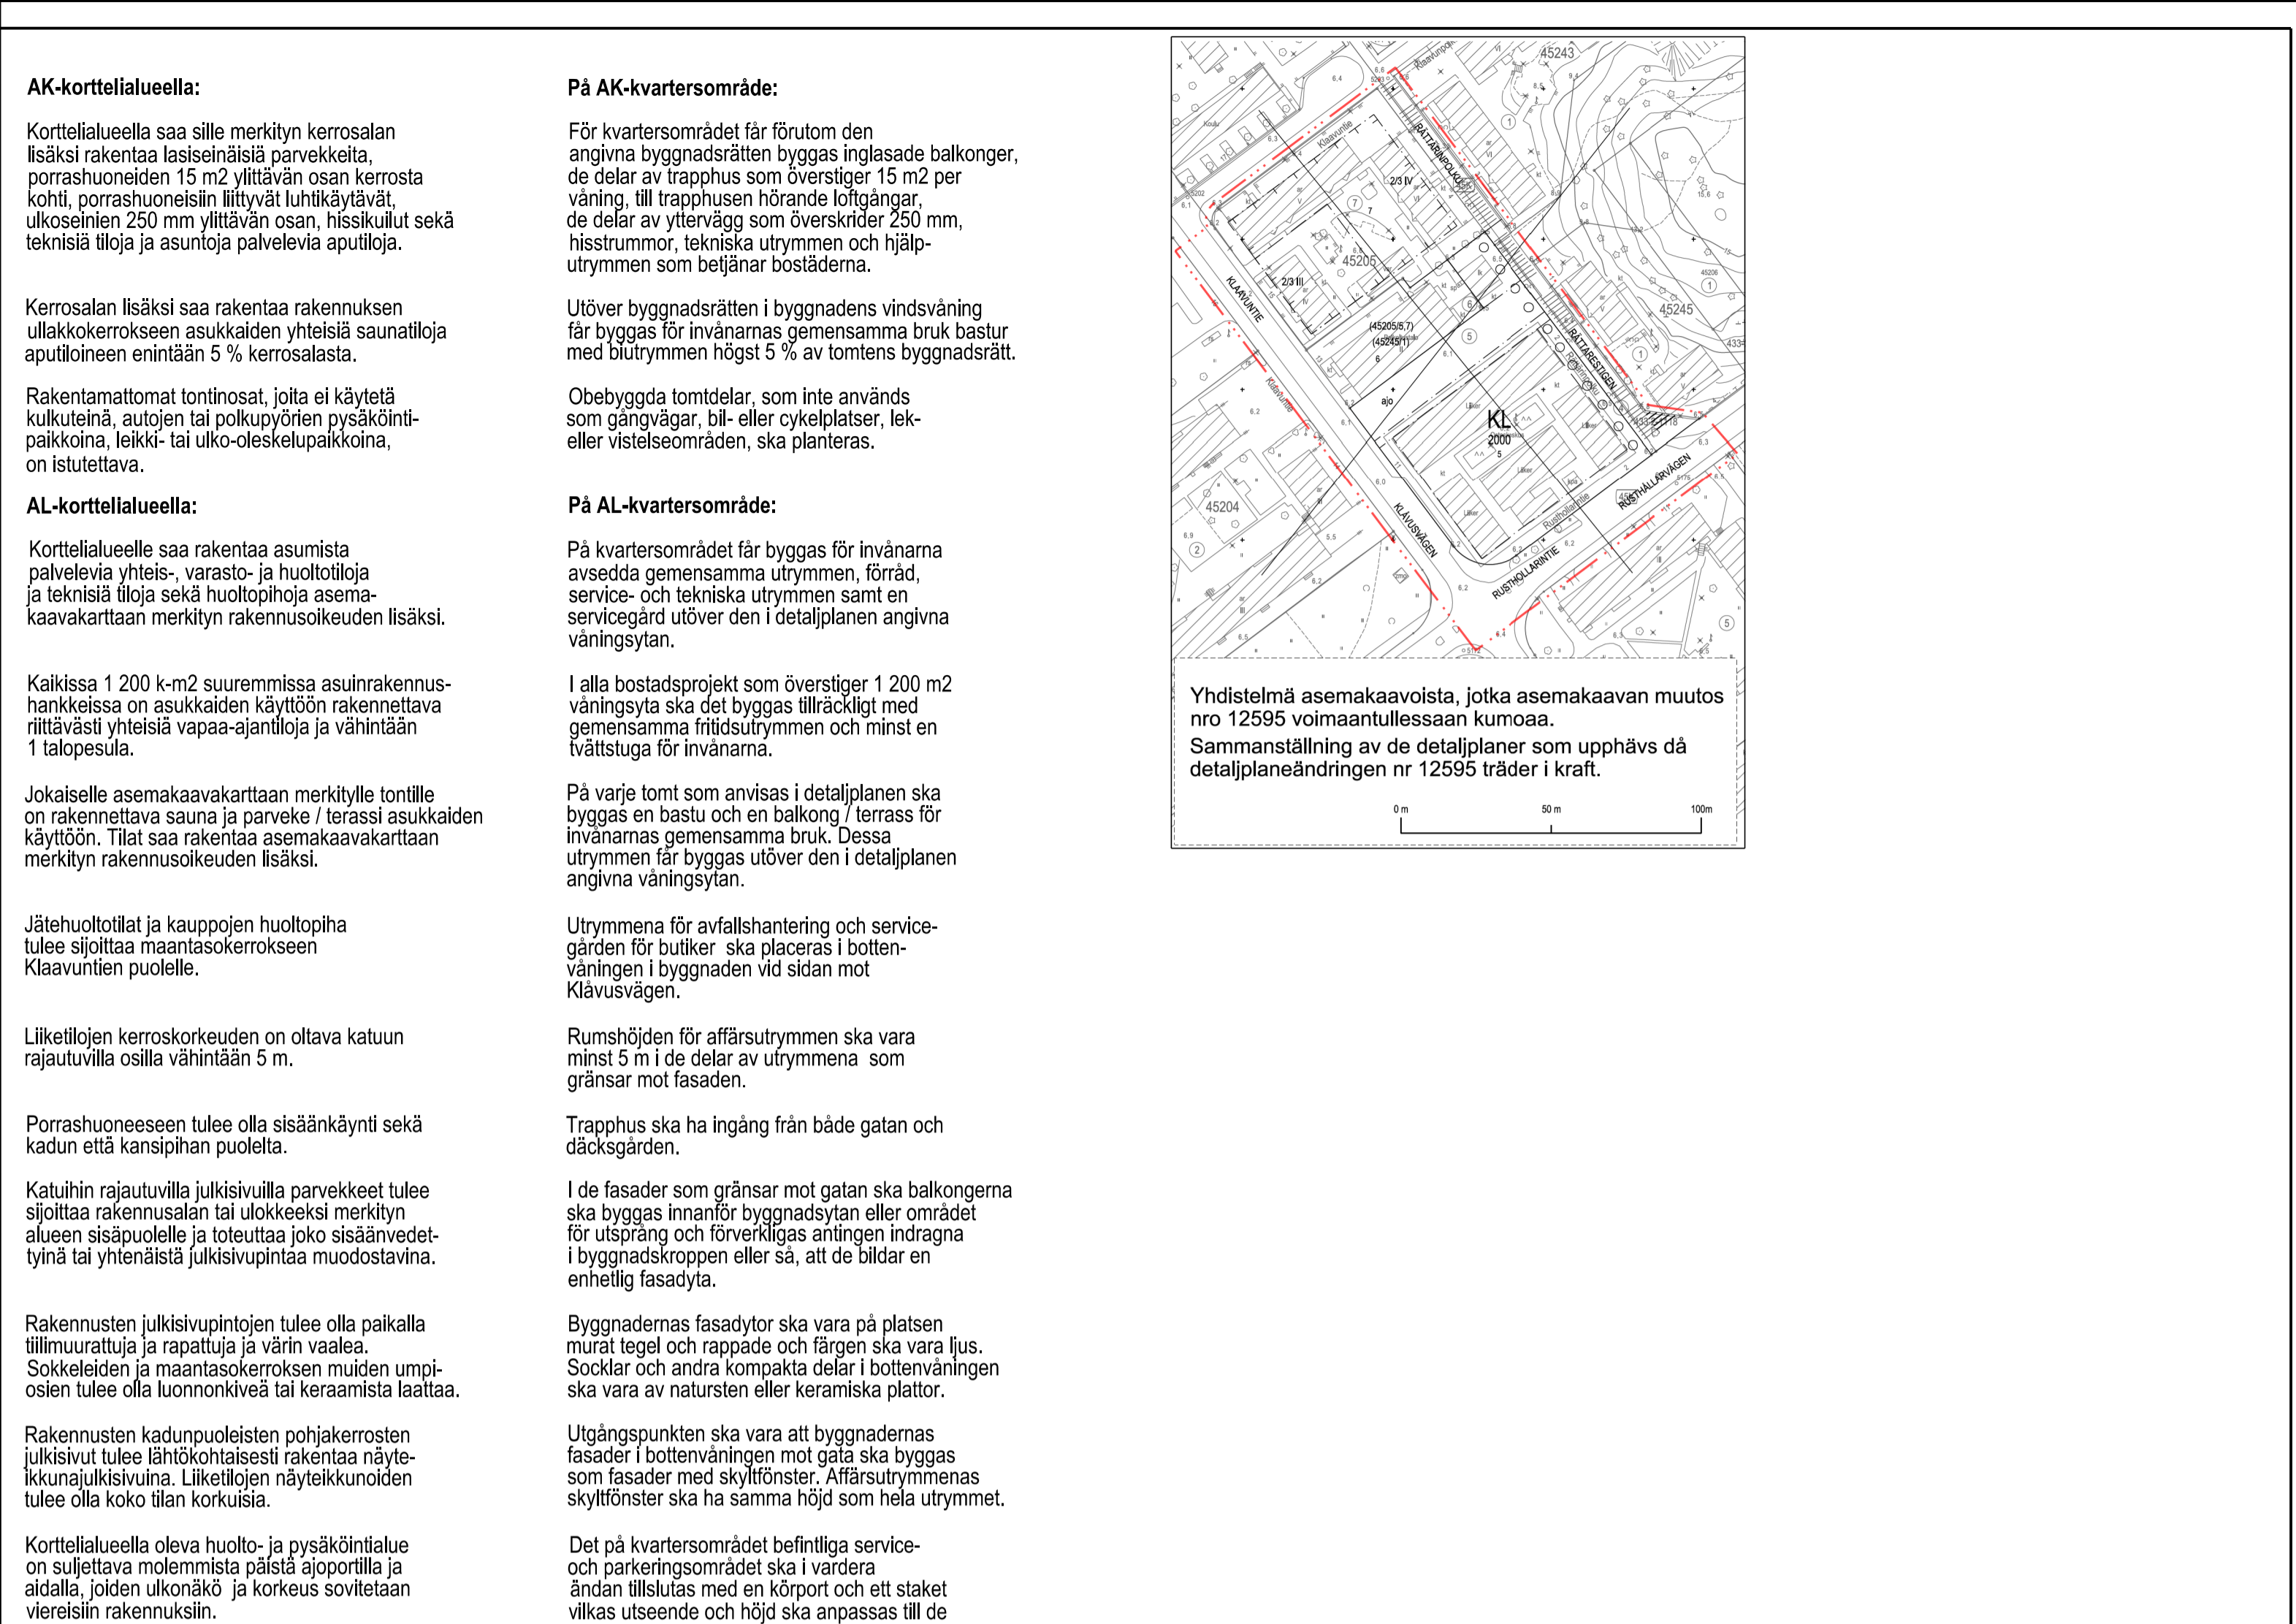 AK-korttelialueella:
Korttelialueella saa sille merkityn kerrosalan
lisäksi rakentaa lasiseinäisiä parvekkeita,
porrashuoneiden 15 m2 ylittävän osan kerrosta
kohti, porrashuoneisiin liittyvät luhtikäytävät,
ulkoseinien 250 mm ylittävän osan, hissikuilut sekä
teknisiä tiloja ja asuntoja palvelevia aputiloja.
Kerrosalan lisäksi saa rakentaa rakennuksen
ullakkokerrokseen asukkaiden yhteisiä saunatiloja
aputiloineen enintään 5 % kerrosalasta.
Rakentamattomat tontinosat, joita ei käytetä
kulkuteinä, autojen tai polkupyörien pysäköinti-
paikkoina, leikki- tai ulko-oleskelupaikkoina,
on istutettava.
AL-korttelialueella:
Korttelialueelle saa rakentaa asumista
palvelevia yhteis-, varasto- ja huoltotiloja
ja teknisiä tiloja sekä huoltopihoja asema-
kaavakarttaan merkityn rakennusoikeuden lisäksi.
Kaikissa 1 200 k-m2 suuremmissa asuinrakennus-
hankkeissa on asukkaiden käyttöön rakennettava
riittävästi yhteisiä vapaa-ajantiloja ja vähintään
1 talopesula.
Jokaiselle asemakaavakarttaan merkitylle tontille
on rakennettava sauna ja parveke / terassi asukkaiden
käyttöön. Tilat saa rakentaa asemakaavakarttaan
merkityn rakennusoikeuden lisäksi.
Jätehuoltotilat ja kauppojen huoltopiha
tulee sijoittaa maantasokerrokseen
Klaavuntien puolelle.
Liiketilojen kerroskorkeuden on oltava katuun
rajautuvilla osilla vähintään 5 m.
Porrashuoneeseen tulee olla sisäänkäynti sekä
kadun että kansipihan puolelta.
Katuihin rajautuvilla julkisivuilla parvekkeet tulee
sijoittaa rakennusalan tai ulokkeeksi merkityn
alueen sisäpuolelle ja toteuttaa joko sisäänvedet-
tyinä tai yhtenäistä julkisivupintaa muodostavina.
Rakennusten julkisivupintojen tulee olla paikalla
tiilimuurattuja ja rapattuja ja värin vaalea.
Sokkeleiden ja maantasokerroksen muiden umpi-
osien tulee olla luonnonkiveä tai keraamista laattaa.
Rakennusten kadunpuoleisten pohjakerrosten
julkisivut tulee lähtökohtaisesti rakentaa näyte-
ikkunajulkisivuina. Liiketilojen näyteikkunoiden
tulee olla koko tilan korkuisia.
Korttelialueella oleva huolto- ja pysäköintialue
on suljettava molemmista päistä ajoportilla ja
aidalla, joiden ulkonäkö ja korkeus sovitetaan
viereisiin rakennuksiin.
På AK-kvartersområde:
För kvartersområdet får förutom den
angivna byggnadsrätten byggas inglasade balkonger,
de delar av trapphus som överstiger 15 m2 per
våning, till trapphusen hörande loftgångar,
de delar av yttervägg som överskrider 250 mm,
hisstrummor, tekniska utrymmen och hjälp-
utrymmen som betjänar bostäderna.
Utöver byggnadsrätten i byggnadens vindsvåning
får byggas för invånarnas gemensamma bruk bastur
med biutrymmen högst 5 % av tomtens byggnadsrätt.
Obebyggda tomtdelar, som inte används
som gångvägar, bil- eller cykelplatser, lek-
eller vistelseområden, ska planteras.
På AL-kvartersområde:
På kvartersområdet får byggas för invånarna
avsedda gemensamma utrymmen, förråd,
service- och tekniska utrymmen samt en
servicegård utöver den i detaljplanen angivna
våningsytan.
I alla bostadsprojekt som överstiger 1 200 m2
våningsyta ska det byggas tillräckligt med
gemensamma fritidsutrymmen och minst en
tvättstuga för invånarna.
På varje tomt som anvisas i detaljplanen ska
byggas en bastu och en balkong / terrass för
invånarnas gemensamma bruk. Dessa
utrymmen får byggas utöver den i detaljplanen
angivna våningsytan.
Utrymmena för avfallshantering och service-
gården för butiker ska placeras i botten-
våningen i byggnaden vid sidan mot
Klåvusvägen.
Rumshöjden för affärsutrymmen ska vara
minst 5 m i de delar av utrymmena som
gränsar mot fasaden.
Trapphus ska ha ingång från både gatan och
däcksgården.
I de fasader som gränsar mot gatan ska balkongerna
ska byggas innanför byggnadsytan eller området
för utsprång och förverkligas antingen indragna
i byggnadskroppen eller så, att de bildar en
enhetlig fasadyta.
Byggnadernas fasadytor ska vara på platsen
murat tegel och rappade och färgen ska vara ljus.
Socklar och andra kompakta delar i bottenvåningen
ska vara av natursten eller keramiska plattor.
Utgångspunkten ska vara att byggnadernas
fasader i bottenvåningen mot gata ska byggas
som fasader med skyltfönster. Affärsutrymmenas
skyltfönster ska ha samma höjd som hela utrymmet.
Det på kvartersområdet befintliga service-
och parkeringsområdet ska i vardera
ändan tillslutas med en körport och ett staket
vilkas utseende och höjd ska anpassas till de
45243
Klaavuntie
RÄTTÄRINPOLKU
2/3 IV
45205
2/3 III
KLAAVUNTIE
45245
(45205/5,7)
(45245/1)
6
RÄTTARESTIGEN
ajo
KL
2000
5
45204
KLÅVUSVÄGEN
Rusthollarintie
RUSTHÅLLARVÄGEN
RUSTHOLLARINTIE
Yhdistelmä asemakaavoista, jotka asemakaavan muutos
nro 12595 voimaantullessaan kumoaa.
Sammanställning av de detaljplaner som upphävs då
detaljplaneändringen nr 12595 träder i kraft.
0 m 50 m 100m